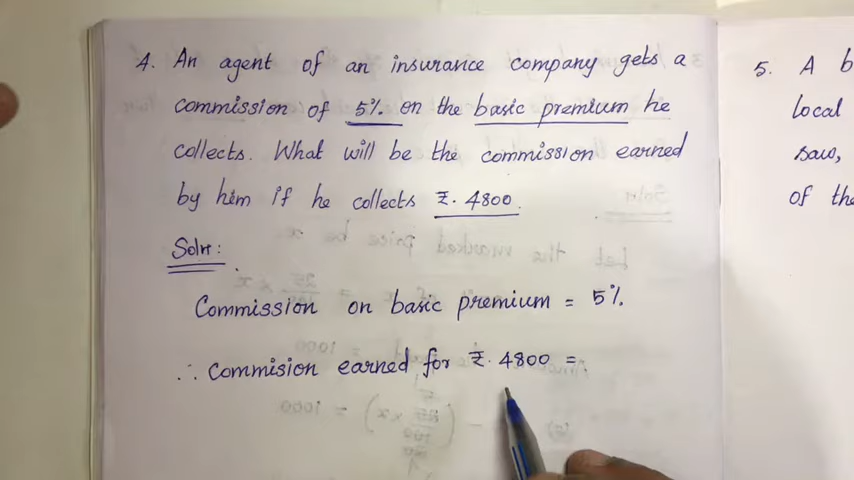 4. An agent of an insurance company gets a
commission of 5% on the basic premium he
collects. What will be the commission earned
by him if he collects ₹. 4800.
Soln:
Commission on basic premium = 5%.
∴ Commision earned for ₹. 4800 =
5. A b
local
saw,
of the